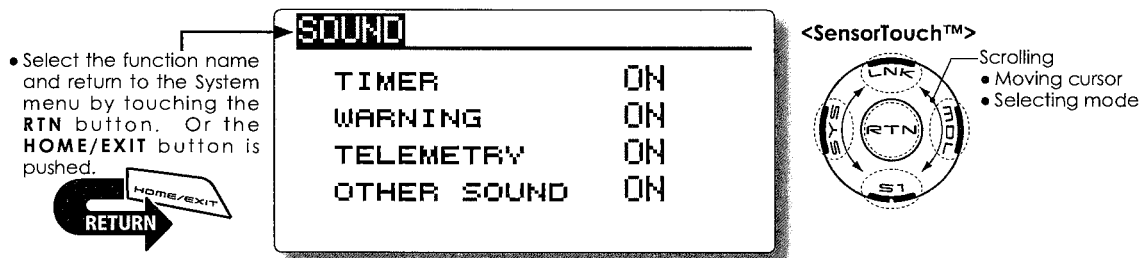 • Select the function name
and return to the System
menu by touching the
RTN button. Or the
HOME/EXIT button is
pushed.
HOME/EXIT
RETURN
SOUND
TIMER ON
WARNING ON
TELEMETRY ON
OTHER SOUND ON
<SensorTouch™>
LNK
SYS
RTN
MDL
S1
Scrolling
• Moving cursor
• Selecting mode